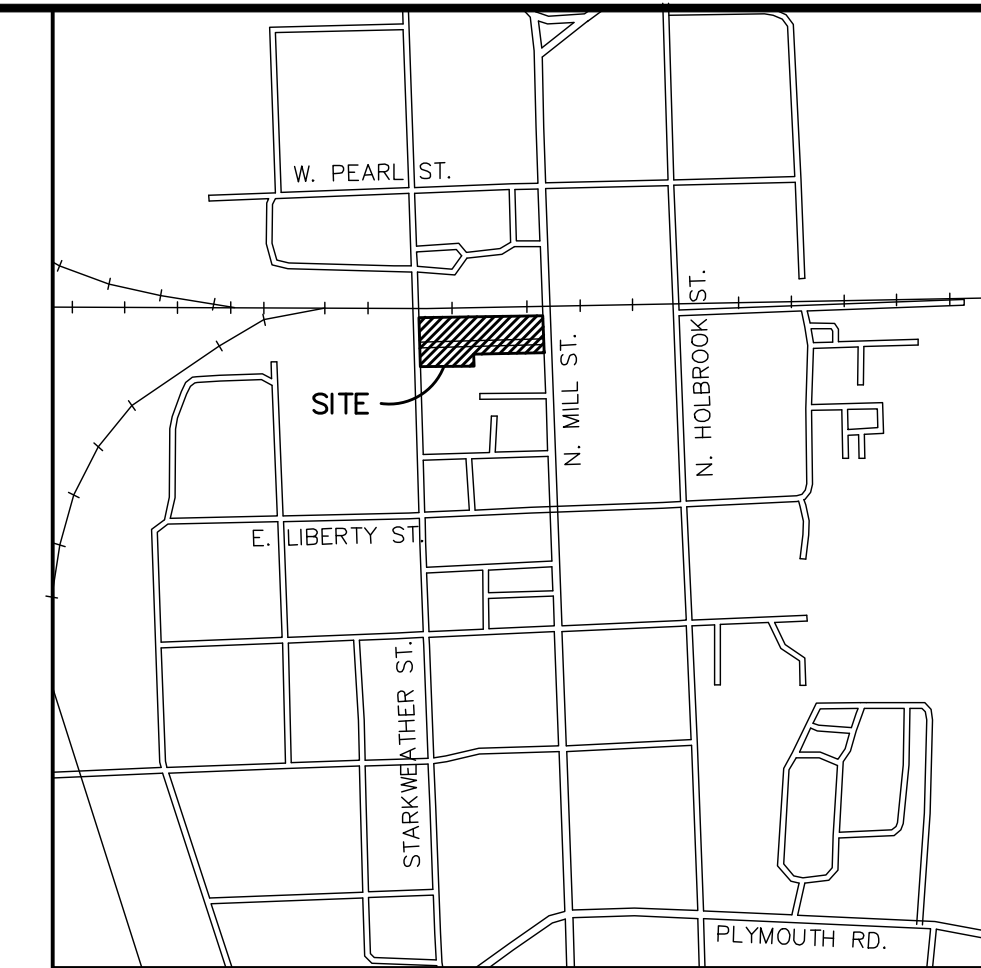 W. PEARL ST.
N. HOLBROOK ST.
N. MILL ST.
SITE
E. LIBERTY ST.
STARKWEATHER ST.
PLYMOUTH RD.